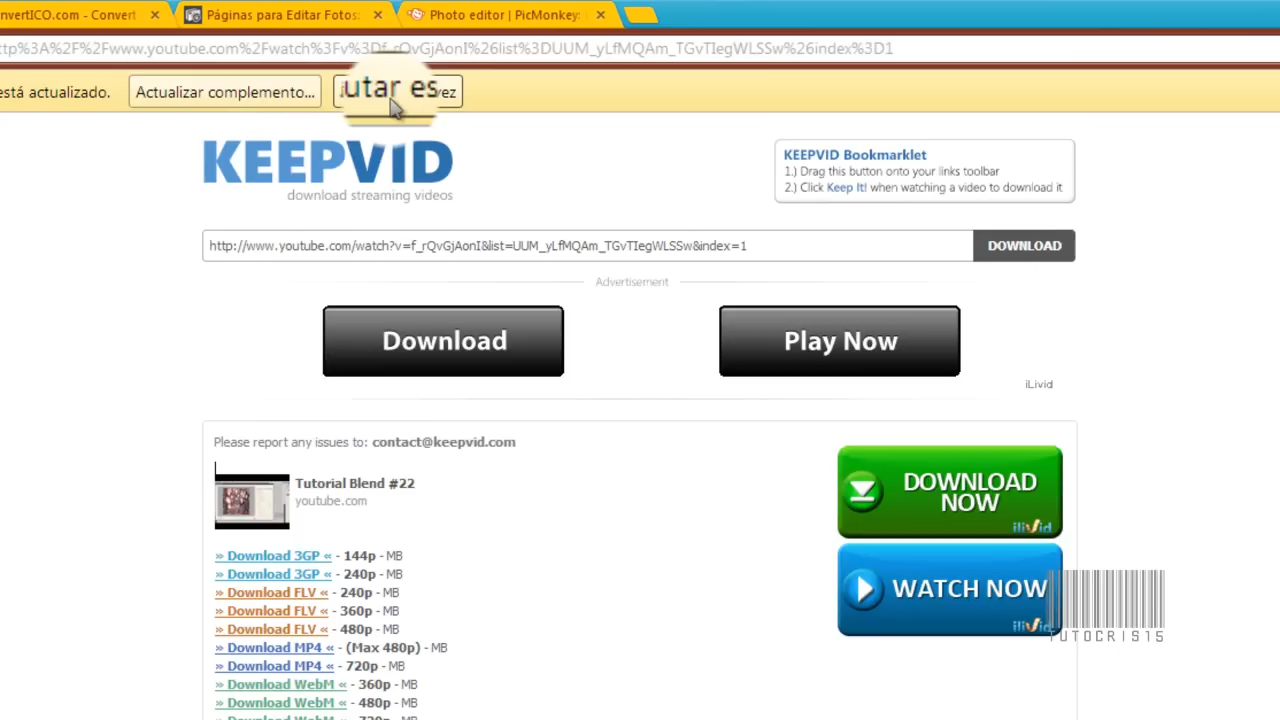 nvertICO.com - Convert
Páginas para Editar Fotos:
Photo editor | PicMonkey:
ttp%3A%2F%2Fwww.youtube.com%2Fwatch%3Fv%3Df_rQvGjAonI%26list%3DUUM_yLfMQAm_TGvTIegWLSSw%26index%3D1
está actualizado.
Actualizar complemento...
utar es
vez
KEEPVID
download streaming videos
KEEPVID Bookmarklet
1.) Drag this button onto your links toolbar
2.) Click Keep It! when watching a video to download it
http://www.youtube.com/watch?v=f_rQvGjAonI&list=UUM_yLfMQAm_TGvTIegWLSSw&index=1
DOWNLOAD
Advertisement
Download
Play Now
iLivid
Please report any issues to: contact@keepvid.com
Tutorial Blend #22
youtube.com
DOWNLOAD
NOW
ilivid
WATCH NOW
ilivid
» Download 3GP « - 144p - MB
» Download 3GP « - 240p - MB
» Download FLV « - 240p - MB
» Download FLV « - 360p - MB
» Download FLV « - 480p - MB
» Download MP4 « - (Max 480p) - MB
» Download MP4 « - 720p - MB
» Download WebM « - 360p - MB
» Download WebM « - 480p - MB
TUTOCRIS15